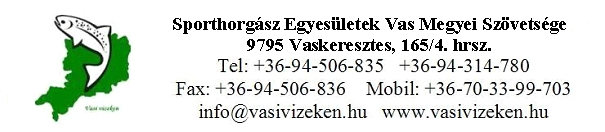 Sporthorgász Egyesületek Vas Megyei Szövetsége
9795 Vaskeresztes, 165/4. hrsz.
Tel: +36-94-506-835 +36-94-314-780
Fax: +36-94-506-836 Mobil: +36-70-33-99-703
info@vasivizeken.hu www.vasivizeken.hu
Vasi vizeken